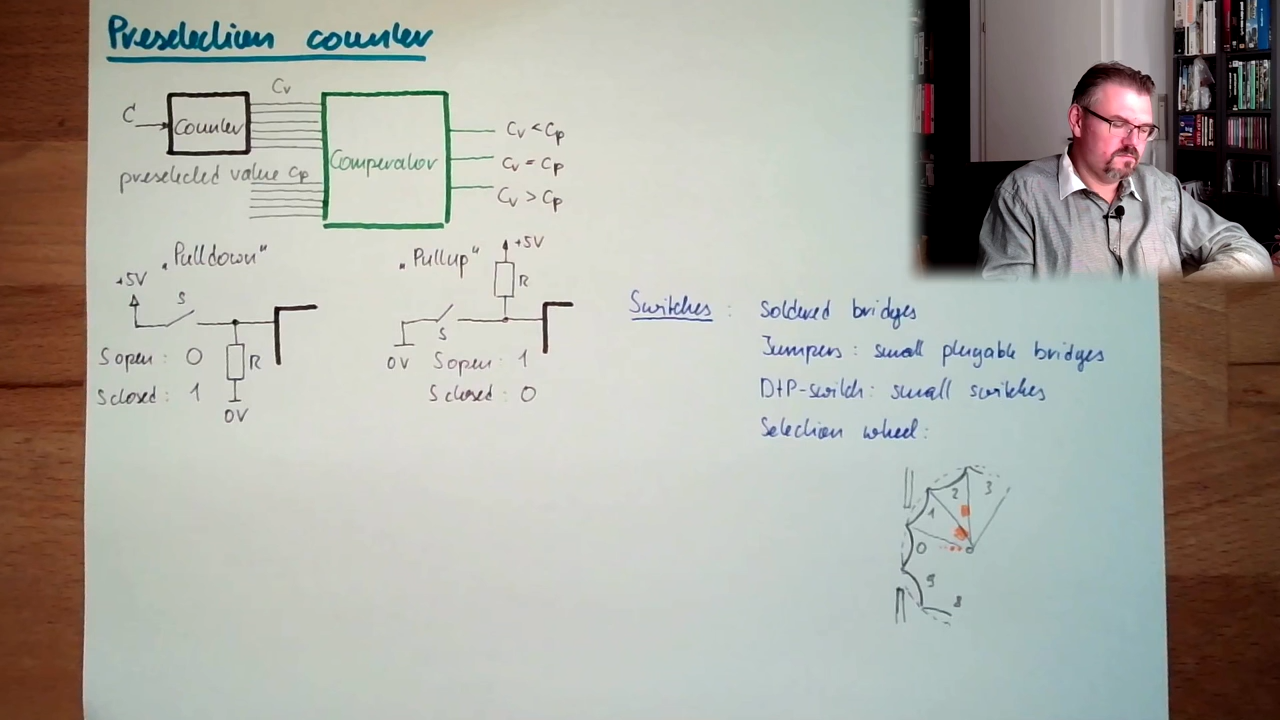 Preselection counter
Cv
C
Counter
Comperator
Cv < Cp
Cv = Cp
Cv > Cp
preselected value Cp
„Pulldown"
+5V
S
R
0V
S open: 0
S closed: 1
„Pullup"
+5V
R
S
0V
S open: 1
S closed: 0
Switches: Soldered bridges
Jumpers: small plugable bridges
DIP-switch: small switches
Selection wheel:
3
2
1
0
9
8